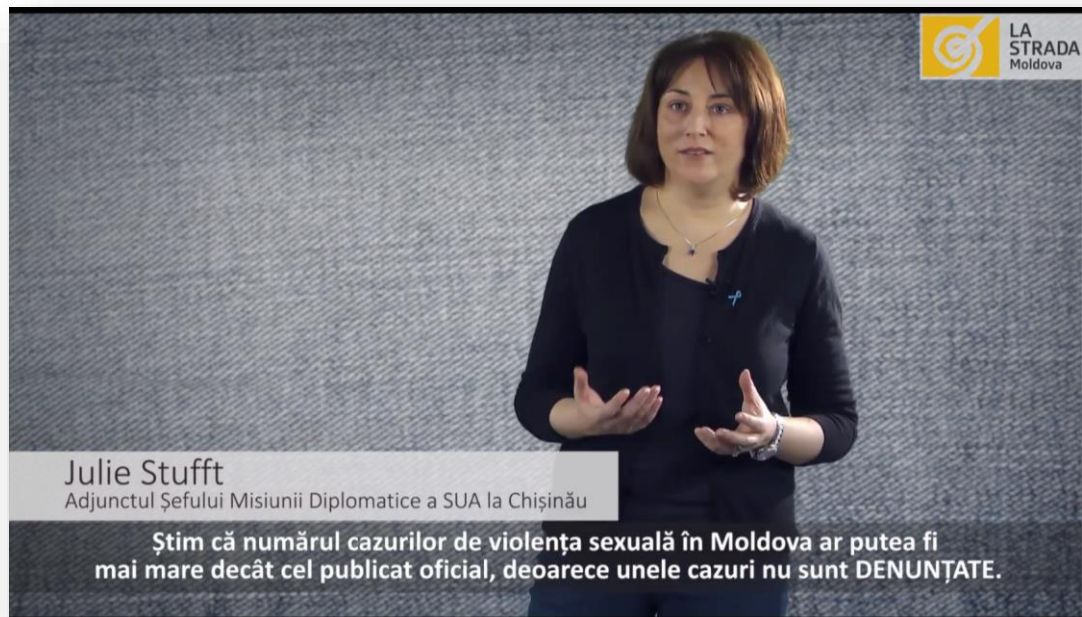 LA
STRADA
Moldova
Julie Stufft
Adjunctul Șefului Misiunii Diplomatice a SUA la Chișinău
Știm că numărul cazurilor de violența sexuală în Moldova ar putea fi
mai mare decât cel publicat oficial, deoarece unele cazuri nu sunt DENUNȚATE.